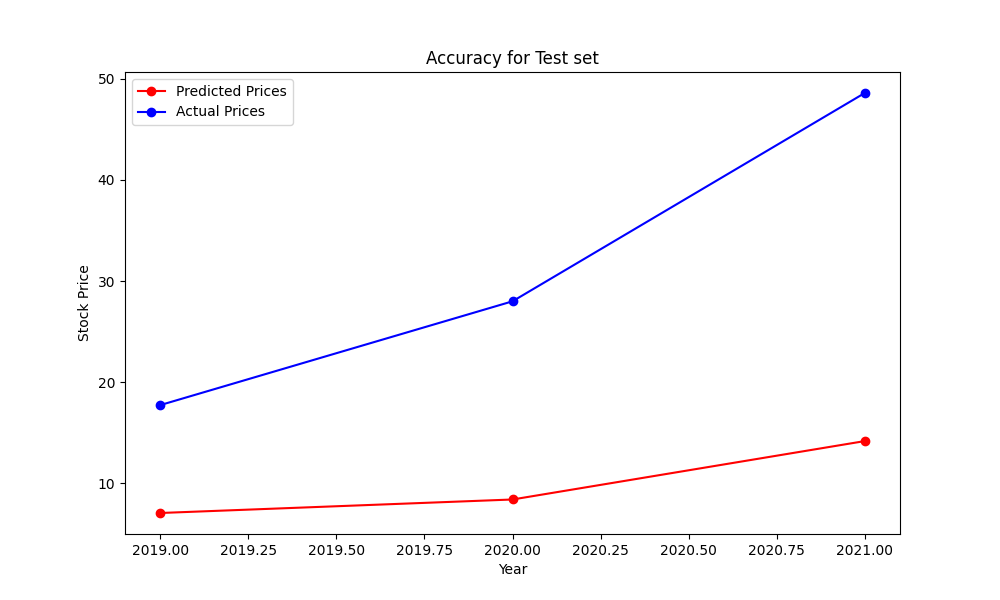 Accuracy for Test set
Predicted Prices
Actual Prices
50
40
30
20
10
Stock Price
2019.00 2019.25 2019.50 2019.75 2020.00 2020.25 2020.50 2020.75 2021.00
Year